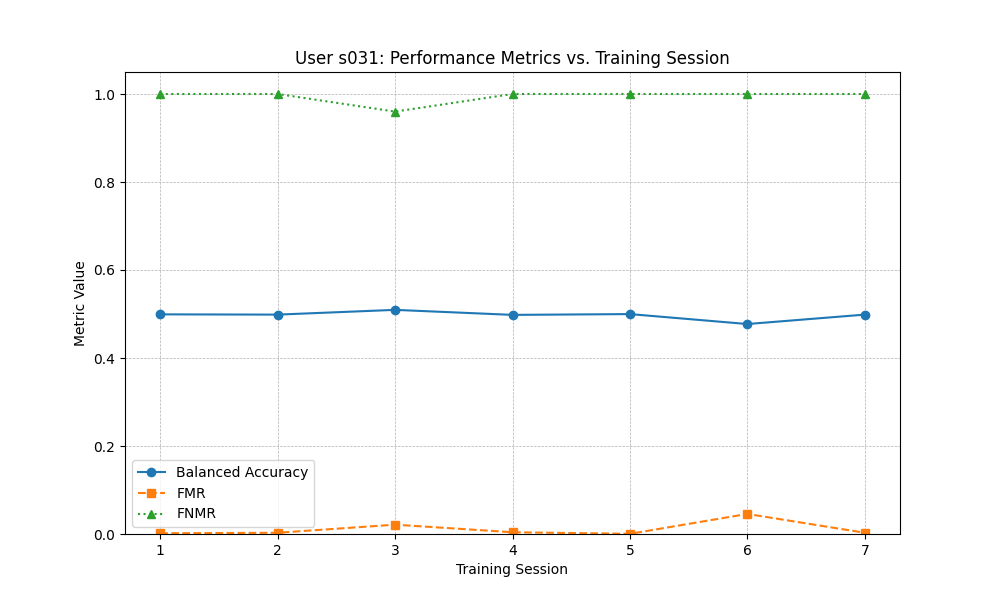 User s031: Performance Metrics vs. Training Session
Metric Value
1.0
0.8
0.6
0.4
0.2
0.0
Balanced Accuracy
FMR
FNMR
1 2 3 4 5 6 7
Training Session